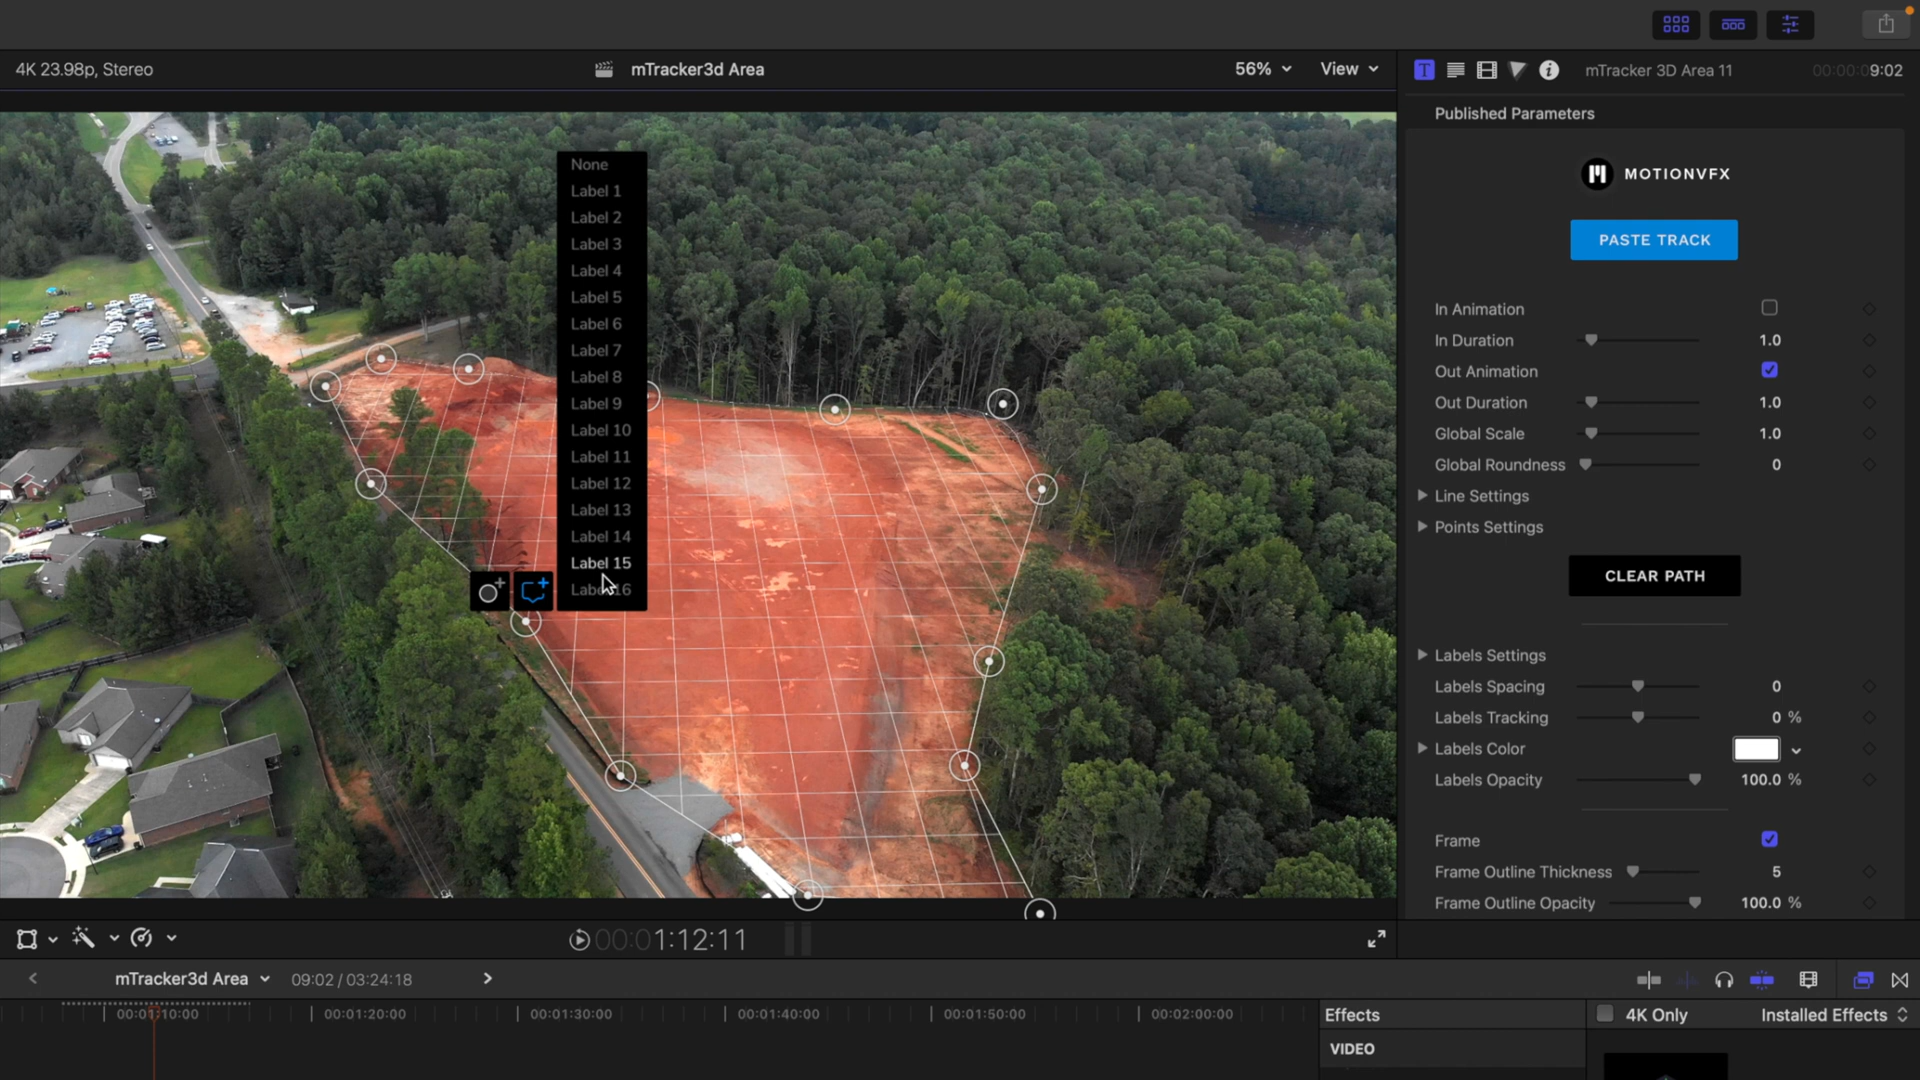 4K 23.98p, Stereo
mTracker3d Area
56%
View
mTracker 3D Area 11
00:00:09:02
Published Parameters
MOTIONVFX
PASTE TRACK
In Animation
In Duration
1.0
Out Animation
Out Duration
1.0
Global Scale
1.0
Global Roundness
0
Line Settings
Points Settings
CLEAR PATH
Labels Settings
Labels Spacing
0
Labels Tracking
0 %
Labels Color
Labels Opacity
100.0 %
Frame
Frame Outline Thickness
5
Frame Outline Opacity
100.0 %
None
Label 1
Label 2
Label 3
Label 4
Label 5
Label 6
Label 7
Label 8
Label 9
Label 10
Label 11
Label 12
Label 13
Label 14
Label 15
Label 16
00:01:12:11
mTracker3d Area
09:02 / 03:24:18
00:01:10:00
00:01:20:00
00:01:30:00
00:01:40:00
00:01:50:00
00:02:00:00
Effects
4K Only
Installed Effects
VIDEO